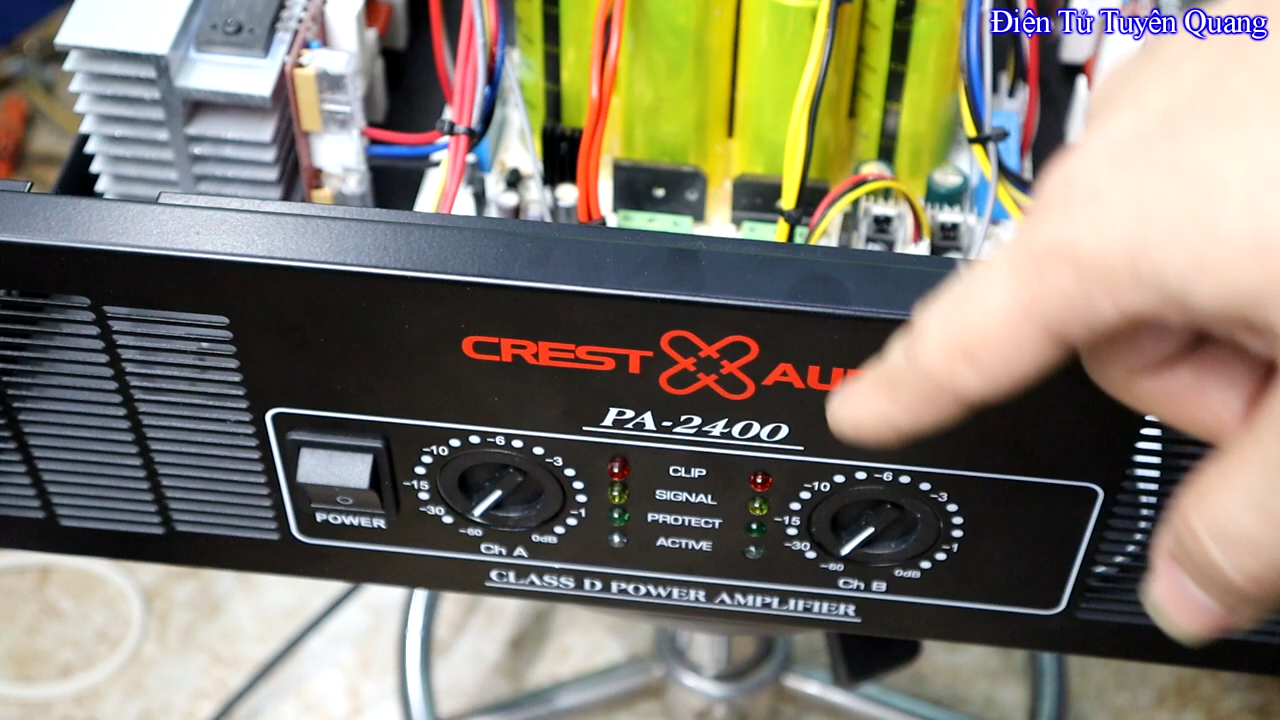 Điện Tử Tuyên Quang
CREST
PA-2400
-6
-10
-3
-15
-30
-1
-60
0dB
Ch A
POWER
CLIP
SIGNAL
PROTECT
ACTIVE
-6
-10
-3
-15
-30
-1
-60
0dB
Ch B
CLASS D POWER AMPLIFIER